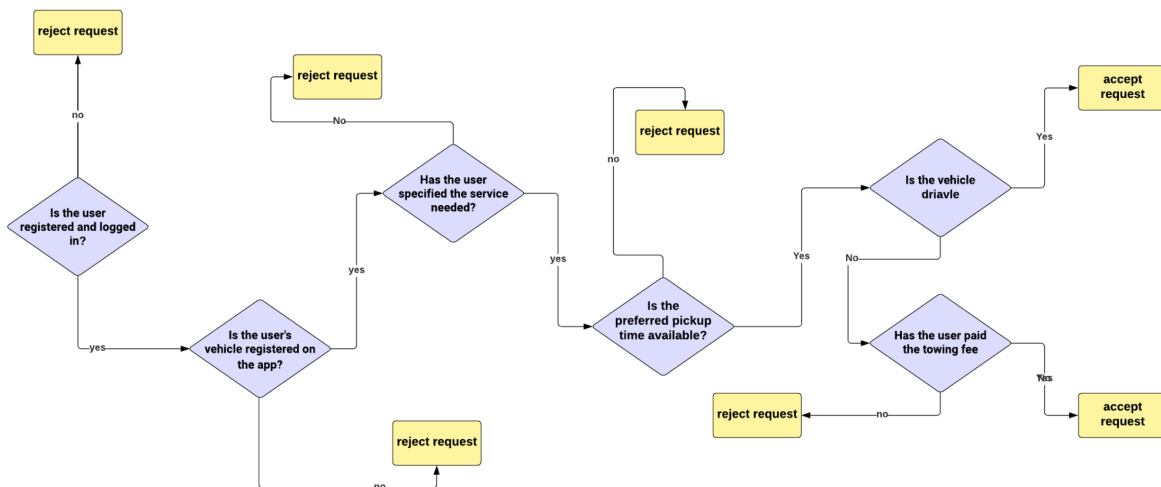 reject request
no
Is the user
registered and logged
in?
yes
Is the user's
vehicle registered on
the app?
no
reject request
yes
Has the user
specified the service
needed?
No
reject request
yes
Is the
preferred pickup
time available?
no
reject request
Yes
Is the vehicle
driavle
Yes
accept
request
No
Has the user paid
the towing fee
no
reject request
accept
request